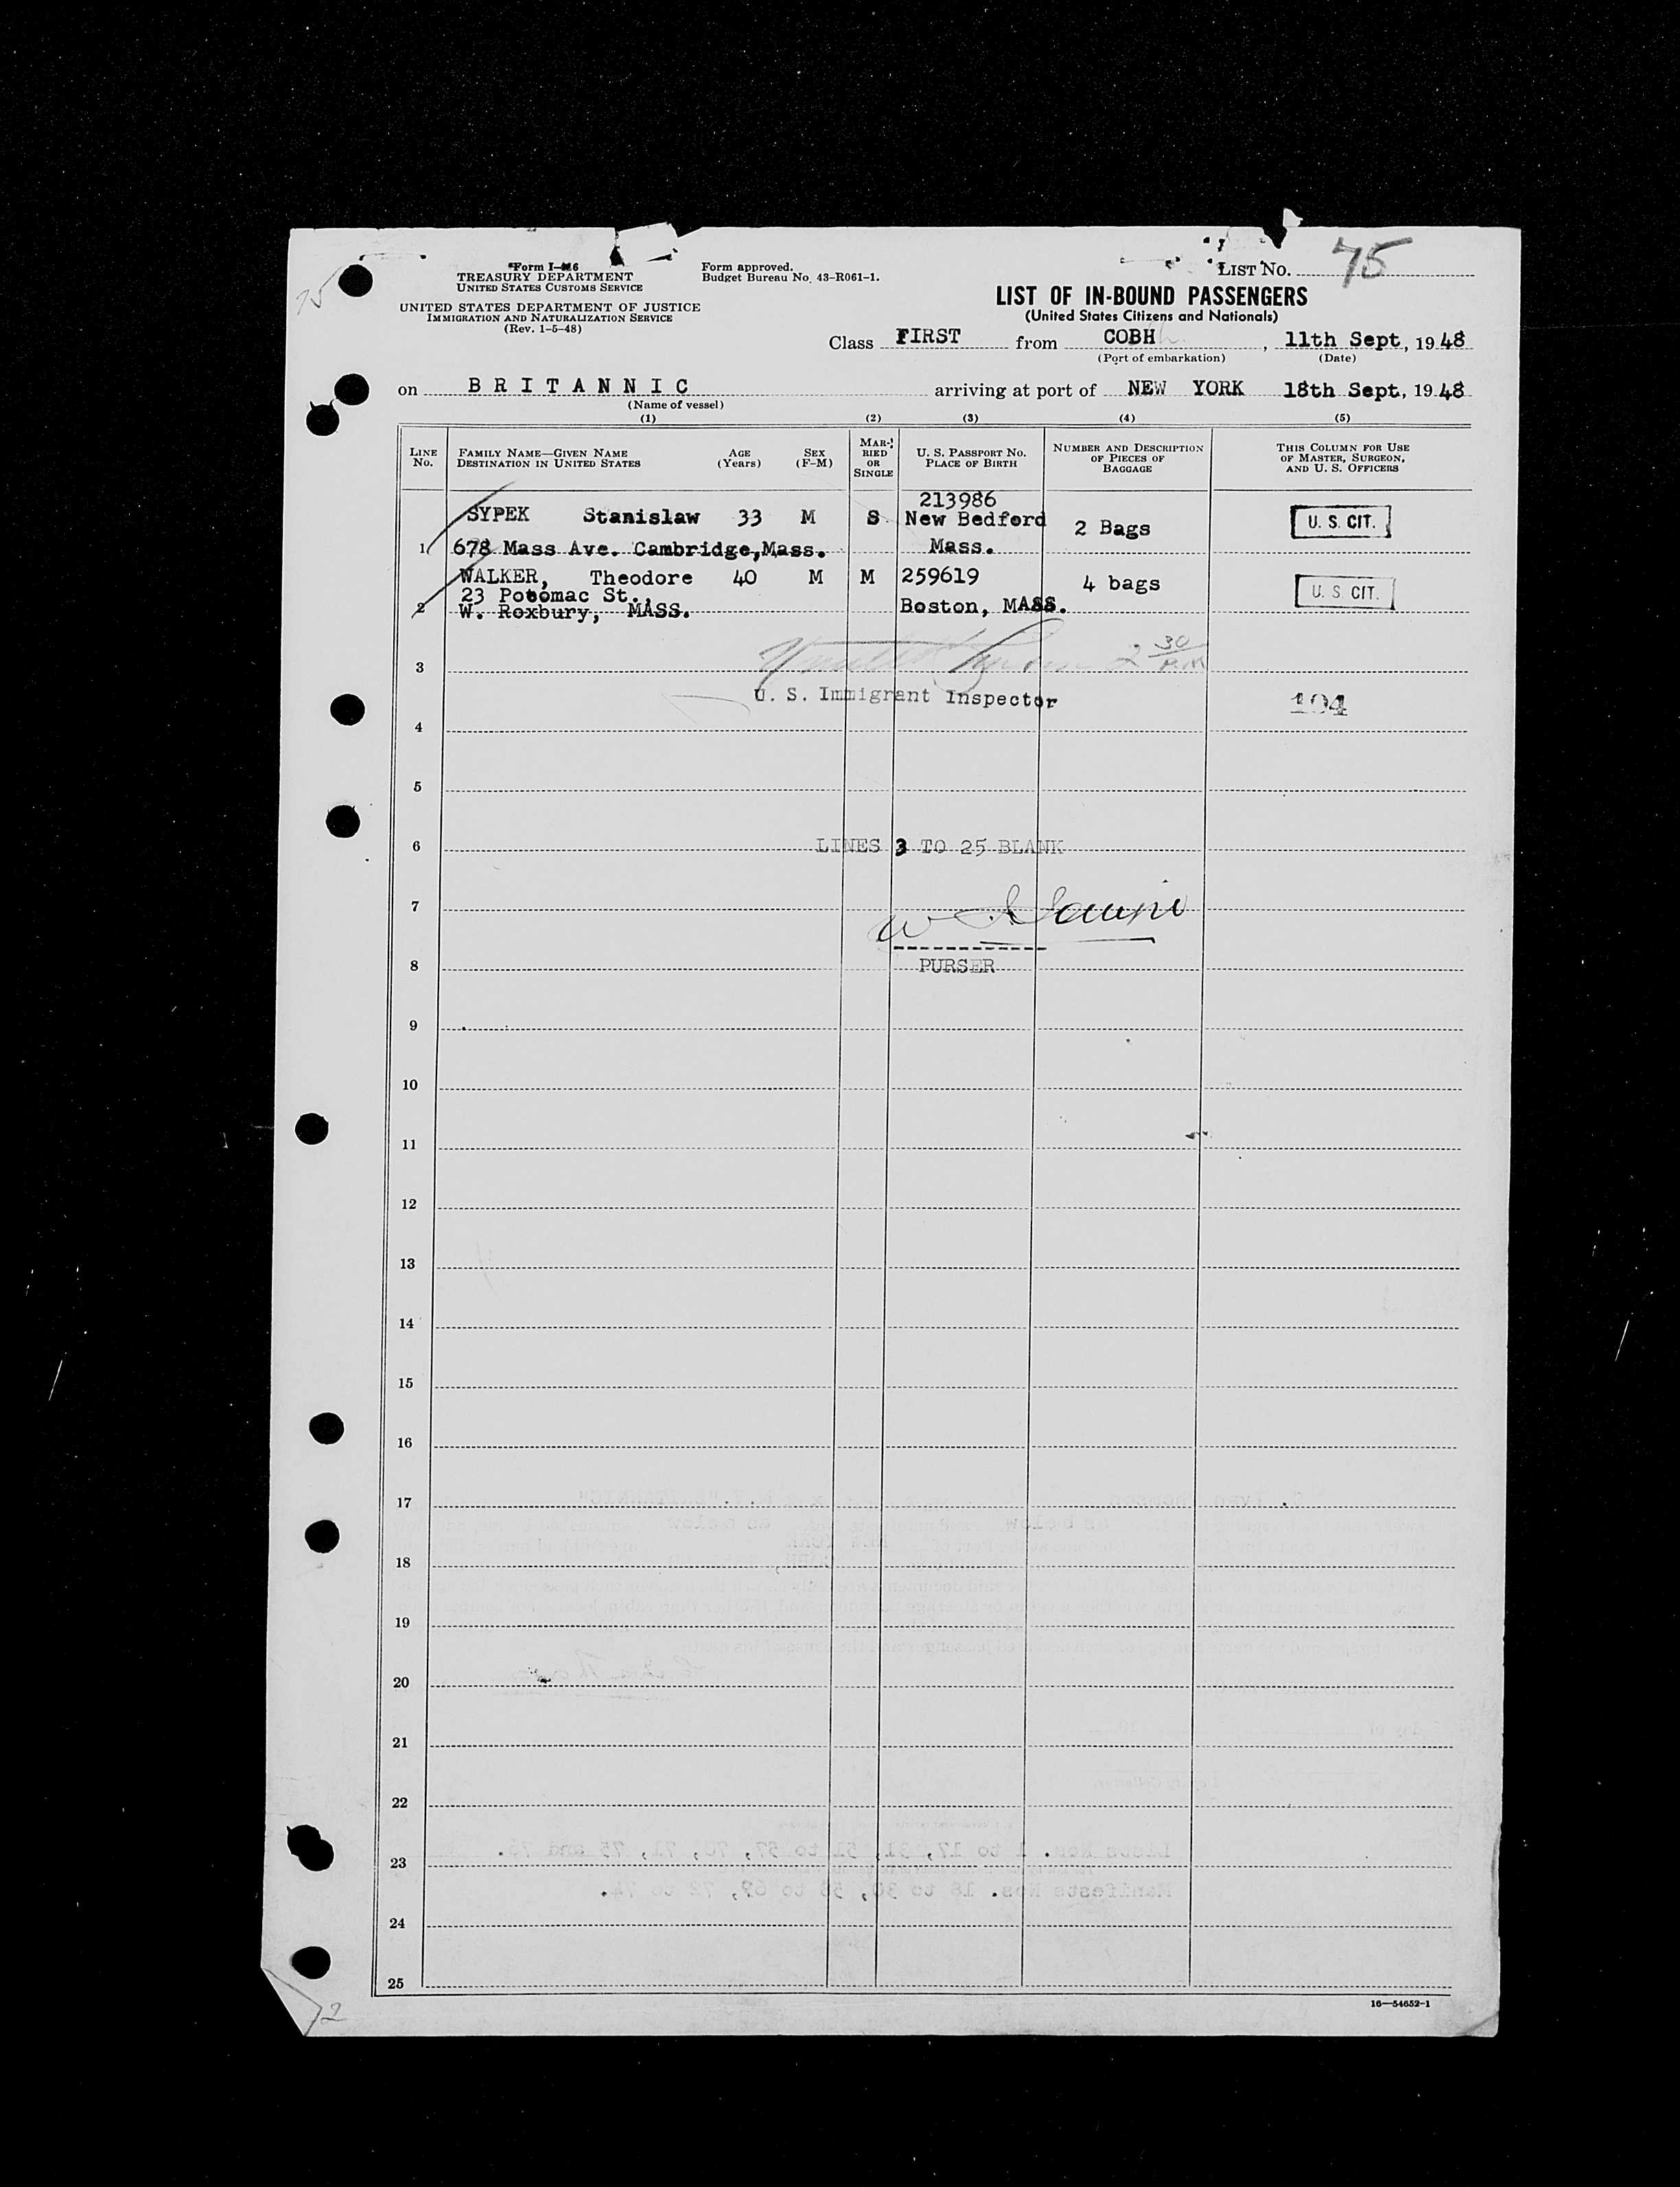 75
*Form I-416
TREASURY DEPARTMENT
UNITED STATES CUSTOMS SERVICE
UNITED STATES DEPARTMENT OF JUSTICE
IMMIGRATION AND NATURALIZATION SERVICE
(Rev. 1-5-48)
Form approved.
Budget Bureau No. 43-R061-1.
LIST NO. 75
LIST OF IN-BOUND PASSENGERS
(United States Citizens and Nationals)
Class FIRST from COBH, 11th Sept, 1948
(Port of embarkation) (Date)
on BRITANNIC arriving at port of NEW YORK 18th Sept., 1948
(Name of vessel)
(1) (2) (3) (4) (5)
LINE No. FAMILY NAME—GIVEN NAME DESTINATION IN UNITED STATES AGE (Years) SEX (F-M) MARRIED OR SINGLE U. S. PASSPORT NO. PLACE OF BIRTH NUMBER AND DESCRIPTION OF PIECES OF BAGGAGE THIS COLUMN FOR USE OF MASTER, SURGEON, AND U. S. OFFICERS
213986
SYPEK Stanislaw 33 M S New Bedford 2 Bags U. S. CIT.
1 678 Mass Ave. Cambridge,Mass. Mass.
WALKER, Theodore 40 M M 259619 4 bags U. S. CIT.
23 Potomac St.,
2 W. Roxbury, MASS. Boston, MASS.
2 30 P.M
3
U. S. Immigrant Inspector 104
4
5
6 LINES 3 TO 25 BLANK
7
8 PURSER
9
10
11
12
13
14
15
16
17
18
19
20
21
22
23
24
25
16—54652-1
72